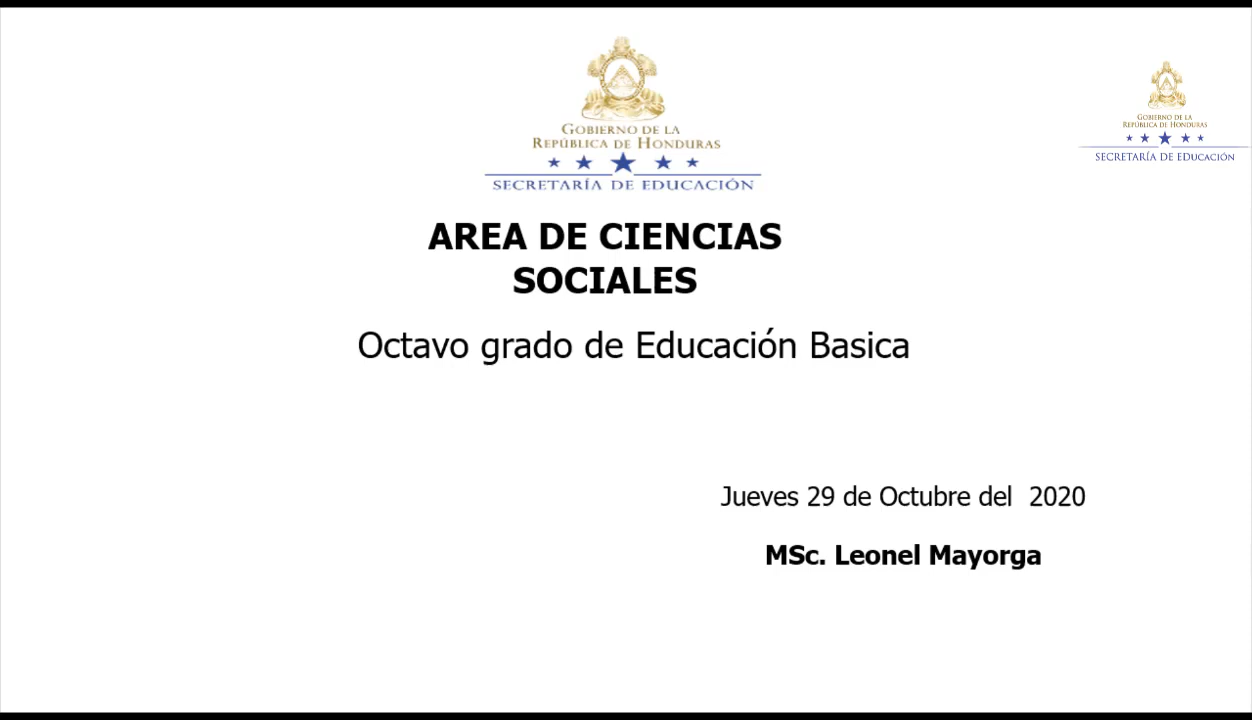 GOBIERNO DE LA
REPÚBLICA DE HONDURAS
SECRETARÍA DE EDUCACIÓN
GOBIERNO DE LA
REPÚBLICA DE HONDURAS
SECRETARÍA DE EDUCACIÓN
AREA DE CIENCIAS
SOCIALES
Octavo grado de Educación Basica
Jueves 29 de Octubre del  2020
MSc. Leonel Mayorga